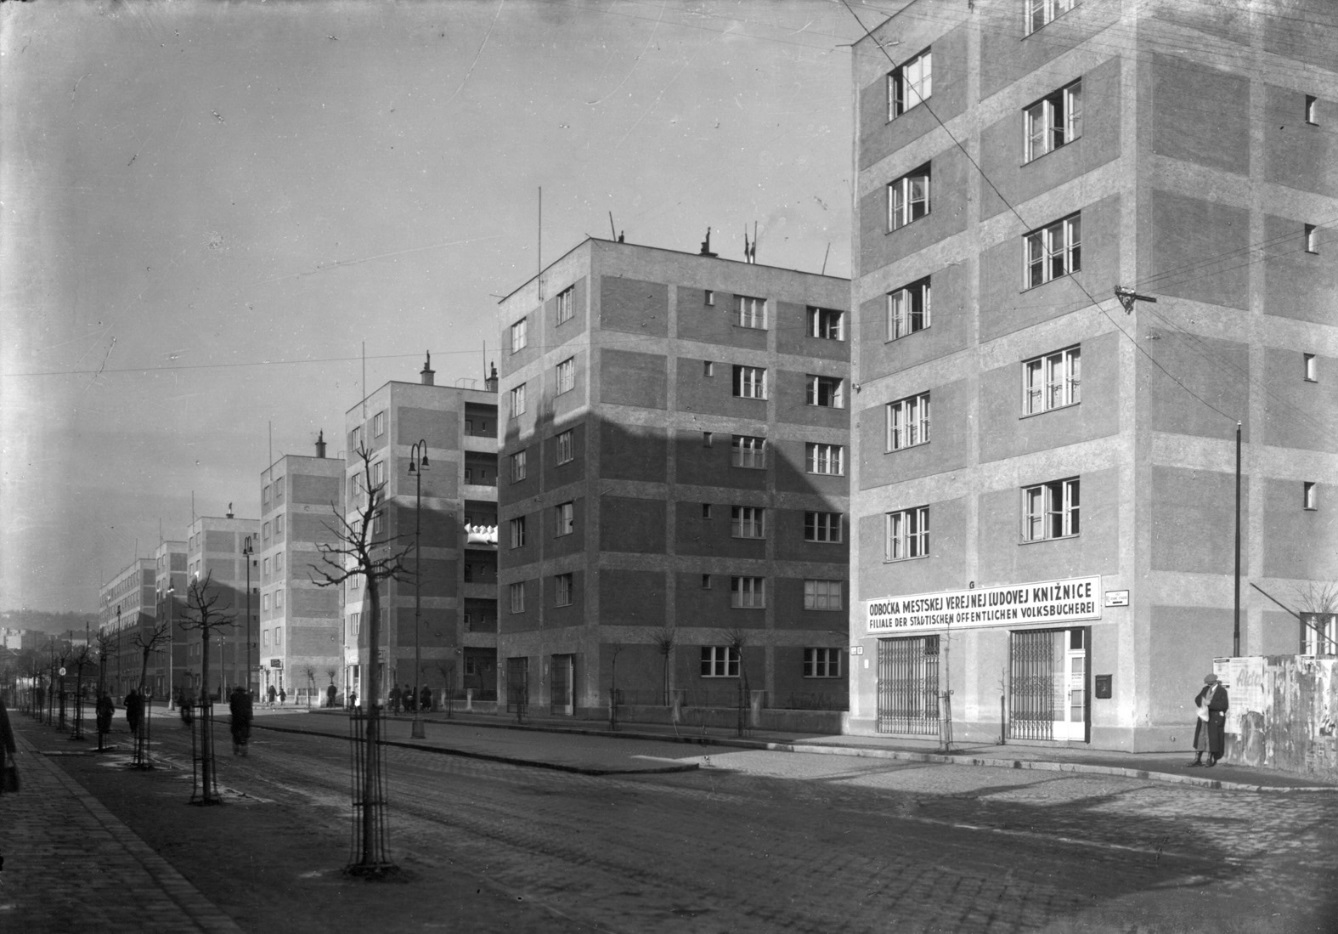 ODBOČKA MESTSKEJ VEREJNEJ ĽUDOVEJ KNIŽNICE
FILIALE DER STÄDTISCHEN ÖFFENTLICHEN VOLKSBÜCHEREI